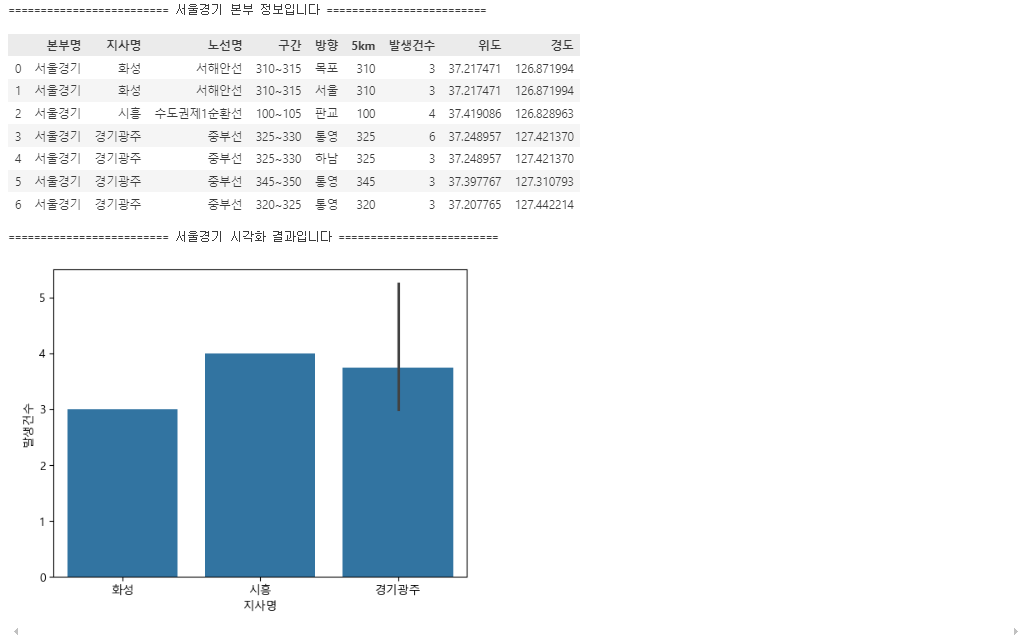 ========================= 서울경기 본부 정보입니다 =========================
본부명 지사명 노선명 구간 방향 5km 발생건수 위도 경도
0 서울경기 화성 서해안선 310~315 목포 310 3 37.217471 126.871994
1 서울경기 화성 서해안선 310~315 서울 310 3 37.217471 126.871994
2 서울경기 시흥 수도권제1순환선 100~105 판교 100 4 37.419086 126.828963
3 서울경기 경기광주 중부선 325~330 통영 325 6 37.248957 127.421370
4 서울경기 경기광주 중부선 325~330 하남 325 3 37.248957 127.421370
5 서울경기 경기광주 중부선 345~350 통영 345 3 37.397767 127.310793
6 서울경기 경기광주 중부선 320~325 통영 320 3 37.207765 127.442214
========================= 서울경기 시각화 결과입니다 =========================
5
4
3
2
1
0
발생건수
화성 시흥 경기광주
지사명